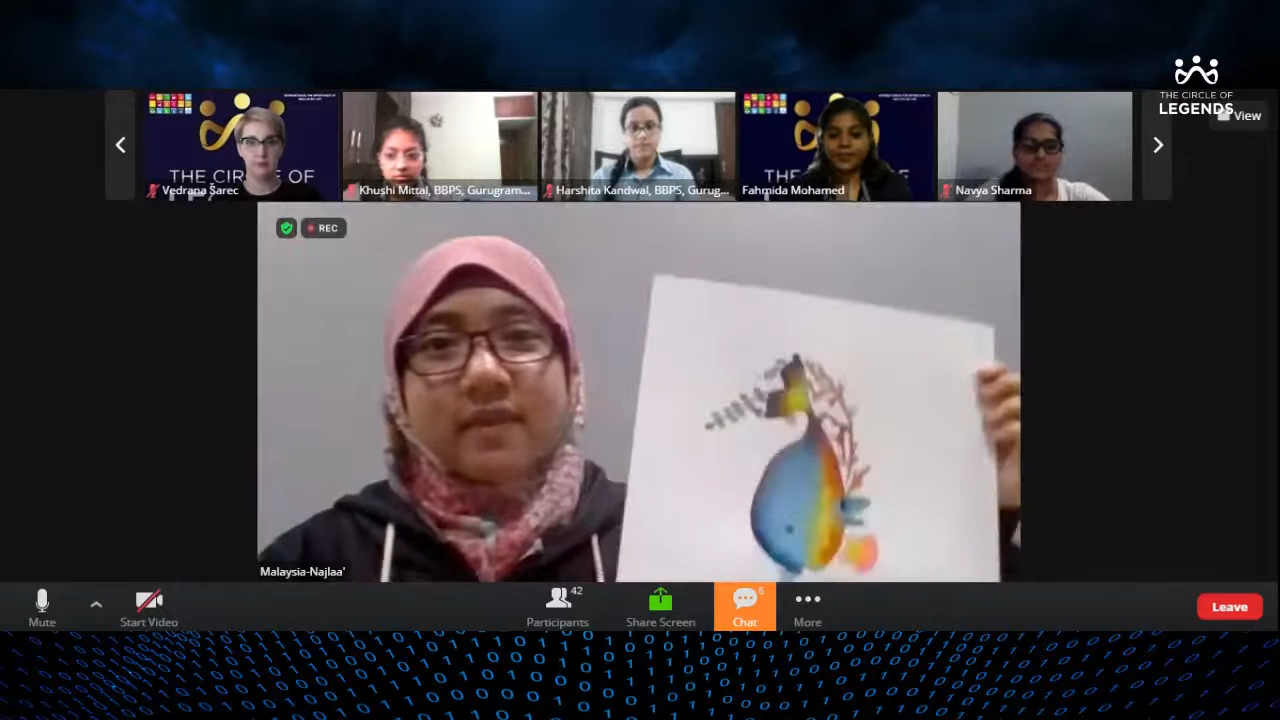 THE CIRCLE OF
LEGENDS
View
THE CIRCLE OF
Vedrana Šarec
Khushi Mittal, BBPS, Gurugram...
Harshita Kandwal, BBPS, Gurug...
Fahmida Mohamed
Navya Sharma
REC
Malaysia-Najlaa'
Mute
Start Video
Participants
42
Share Screen
Chat
6
More
Leave